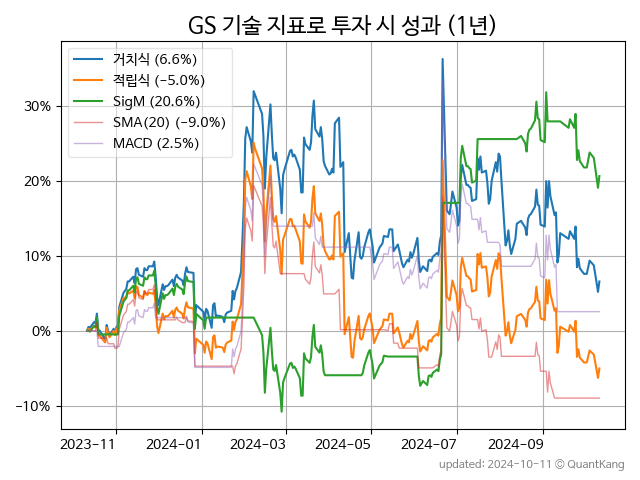 GS 기술 지표로 투자 시 성과 (1년)
거치식 (6.6%)
적립식 (−5.0%)
SigM (20.6%)
SMA(20) (−9.0%)
MACD (2.5%)
30%
20%
10%
0%
−10%
2023-11 2024-01 2024-03 2024-05 2024-07 2024-09
updated: 2024-10-11 © QuantKang